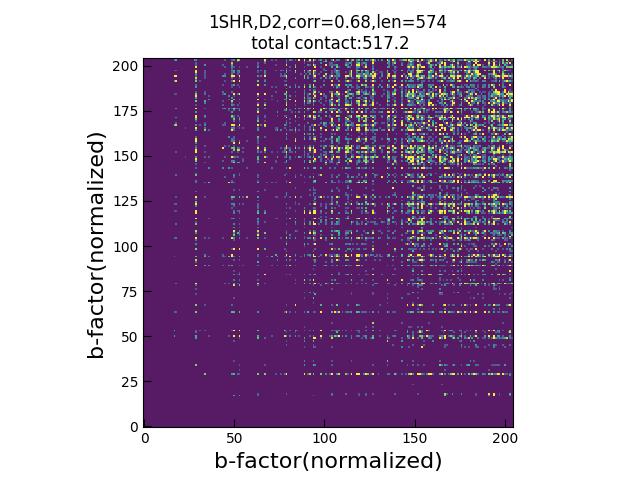 1SHR,D2,corr=0.68,len=574
total contact:517.2
b-factor(normalized)
200
175
150
125
100
75
50
25
0
0 50 100 150 200
b-factor(normalized)